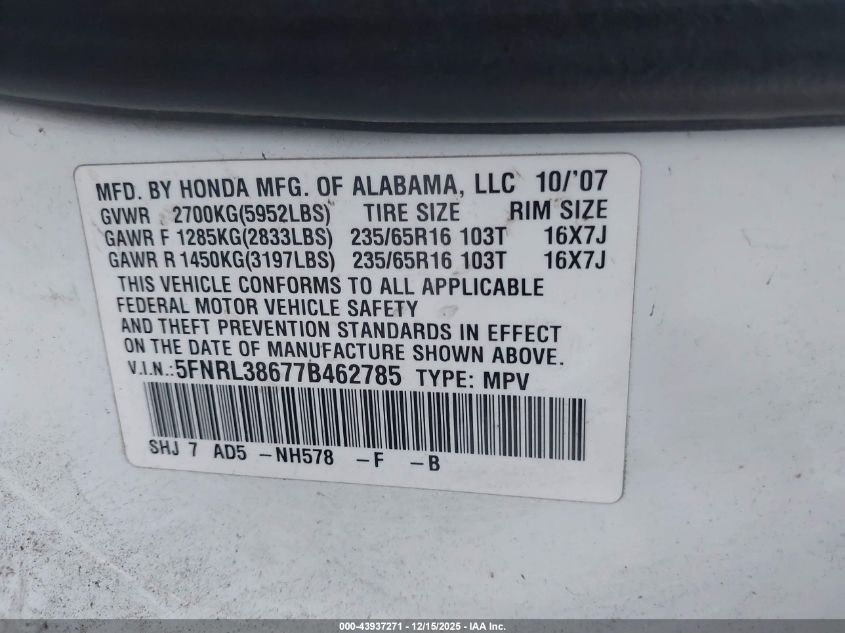 MFD. BY HONDA MFG. OF ALABAMA, LLC 10/'07
GVWR 2700KG(5952LBS) TIRE SIZE RIM SIZE
GAWR F 1285KG(2833LBS) 235/65R16 103T 16X7J
GAWR R 1450KG(3197LBS) 235/65R16 103T 16X7J
THIS VEHICLE CONFORMS TO ALL APPLICABLE
FEDERAL MOTOR VEHICLE SAFETY
AND THEFT PREVENTION STANDARDS IN EFFECT
ON THE DATE OF MANUFACTURE SHOWN ABOVE.
V.I.N.:5FNRL38677B462785 TYPE: MPV
SHJ 7 AD5 -NH578 -F -B
000-43937271 - 12/15/2025 - IAA Inc.